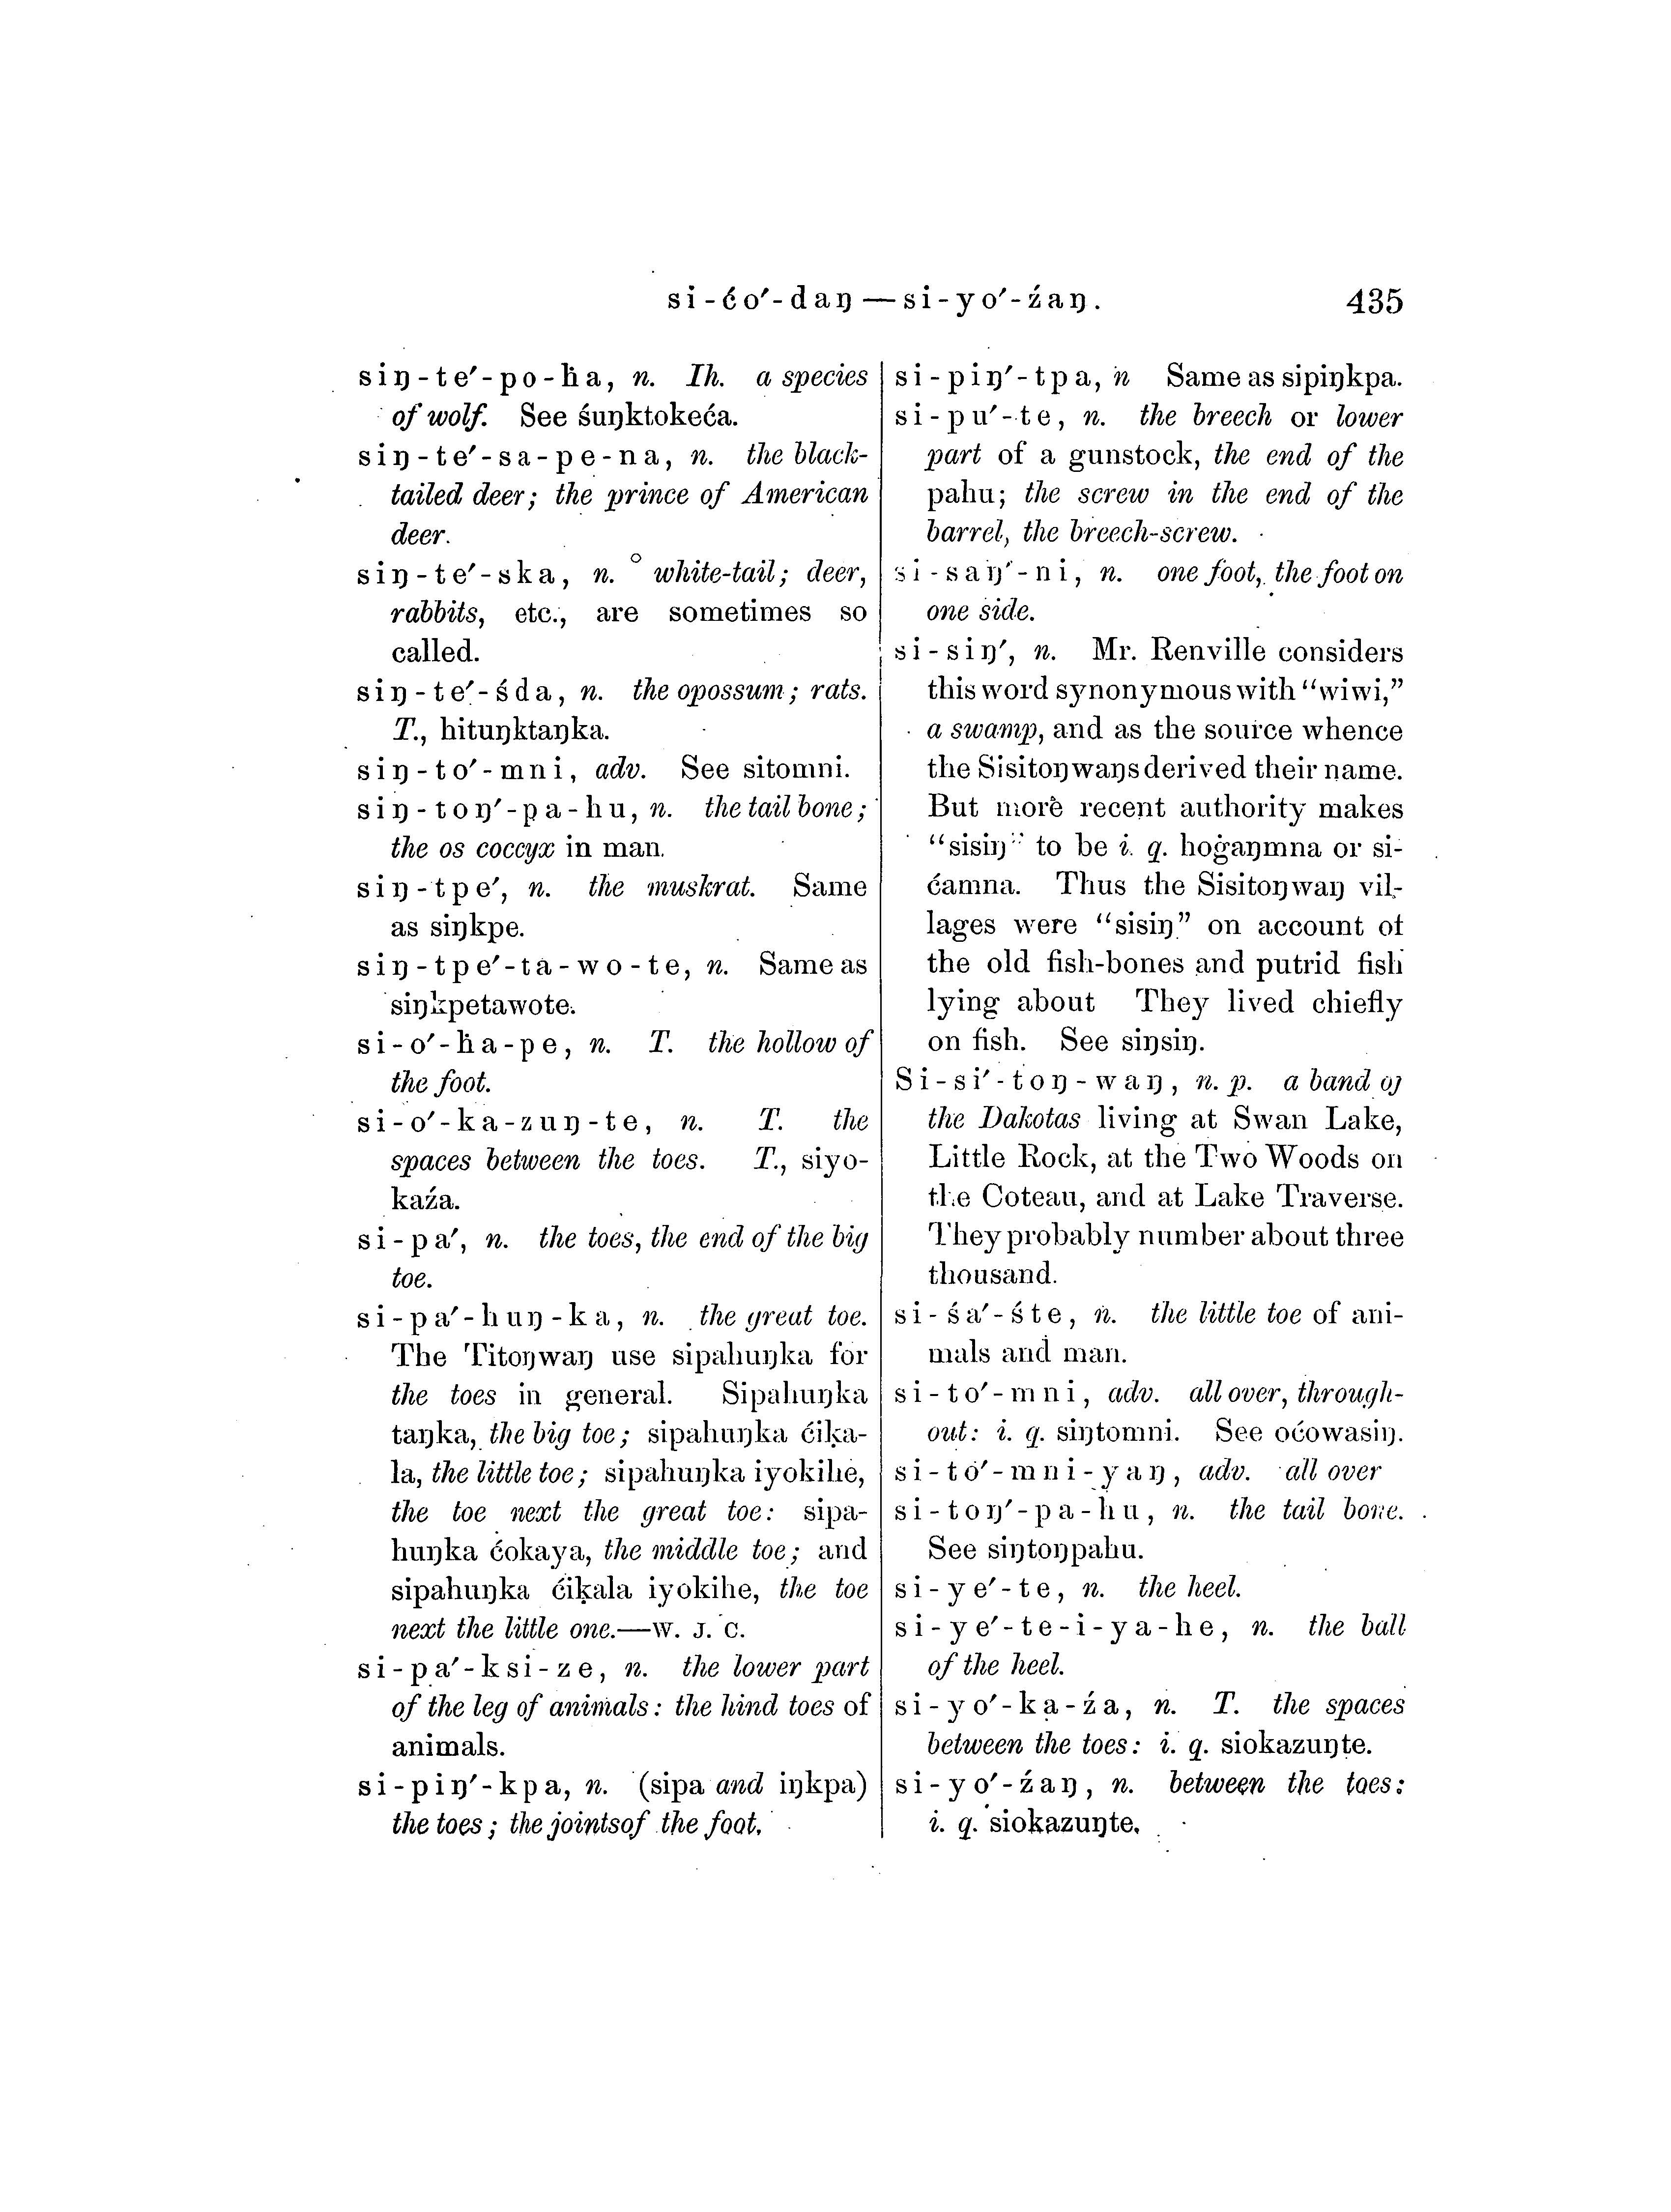 si-ćo′-daŋ—si-yo′-źaŋ. 435
siŋ-te′-po-ḣa, n. Ih. a species
of wolf. See śuŋktokeća.
siŋ-te′-sa-pe-na, n. the black-
tailed deer; the prince of American
deer.
siŋ-te′-ska, n. white-tail; deer,
rabbits, etc., are sometimes so
called.
siŋ-te′-śda, n. the opossum; rats.
T., hituŋktaŋka.
siŋ-to′-mni, adv. See sitomni.
siŋ-toŋ′-pa-hu, n. the tail bone;
the os coccyx in man.
siŋ-tpe′, n. the muskrat. Same
as siŋkpe.
siŋ-tpe′-ta-wo-te, n. Same as
siŋkpetawote.
si-o′-ḣa-pe, n. T. the hollow of
the foot.
si-o′-ka-zuŋ-te, n. T. the
spaces between the toes. T., siyo-
kaźa.
si-pa′, n. the toes, the end of the big
toe.
si-pa′-huŋ-ka, n. the great toe.
The Titoŋwaŋ use sipahuŋka for
the toes in general. Sipahuŋka
taŋka, the big toe; sipahuŋka ćiḳa-
la, the little toe; sipahuŋka iyokihe,
the toe next the great toe: sipa-
huŋka ćokaya, the middle toe; and
sipahuŋka ćiḳala iyokihe, the toe
next the little one.—W. J. C.
si-pa′-ksi-ze, n. the lower part
of the leg of animals: the hind toes of
animals.
si-piŋ′-kpa, n. (sipa and iŋkpa)
the toes; the jointsof the foot.
si-piŋ′-tpa, n Same as sipiŋkpa.
si-pu′-te, n. the breech or lower
part of a gunstock, the end of the
pahu; the screw in the end of the
barrel, the breech-screw.
si-saŋ′-ni, n. one foot, the foot on
one side.
si-siŋ′, n. Mr. Renville considers
this word synonymous with “wiwi,”
a swamp, and as the source whence
the Sisitoŋwaŋs derived their name.
But more recent authority makes
“sisiŋ” to be i. q. hoġaŋmna or si-
ćamna. Thus the Sisitoŋwaŋ vil-
lages were “sisiŋ” on account of
the old fish-bones and putrid fish
lying about They lived chiefly
on fish. See siŋsiŋ.
Si-si′-toŋ-waŋ, n. p. a band of
the Dakotas living at Swan Lake,
Little Rock, at the Two Woods on
the Coteau, and at Lake Traverse.
They probably number about three
thousand.
si-śa′-śte, n. the little toe of ani-
mals and man.
si-to′-mni, adv. all over, through-
out: i. q. siŋtomni. See oćowasiŋ.
si-to′-mni-yaŋ, adv. all over
si-toŋ′-pa-hu, n. the tail bone.
See siŋtoŋpahu.
si-ye′-te, n. the heel.
si-ye′-te-i-ya-he, n. the ball
of the heel.
si-yo′-ka-źa, n. T. the spaces
between the toes: i. q. siokazuŋte.
si-yo′-źaŋ, n. between the toes:
i. q. siokazuŋte.